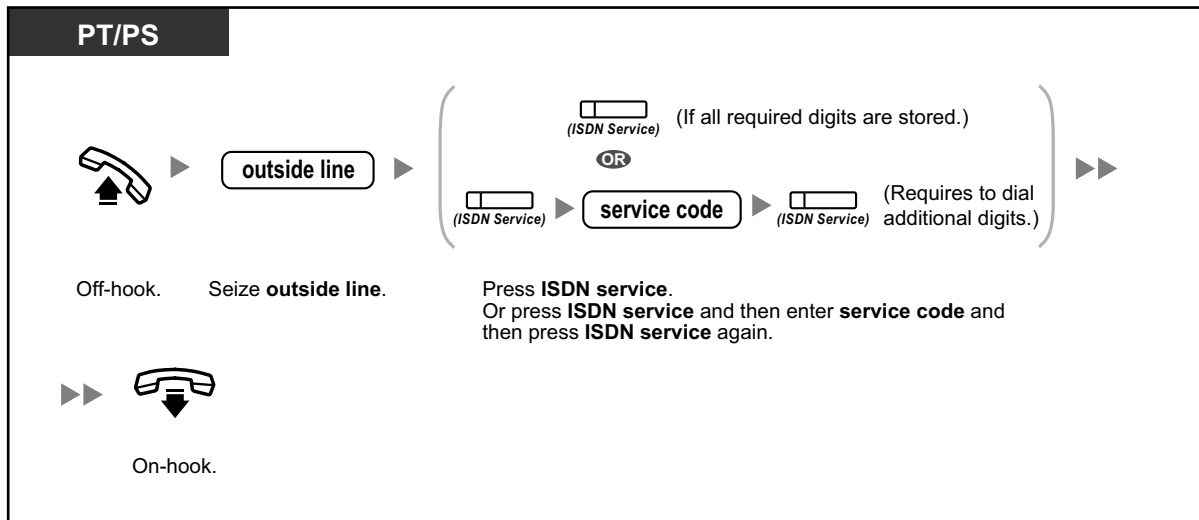 PT/PS
(ISDN Service)
(If all required digits are stored.)
OR
outside line
(ISDN Service)
service code
(ISDN Service)
(Requires to dial
additional digits.)
Off-hook.
Seize outside line.
Press ISDN service.
Or press ISDN service and then enter service code and
then press ISDN service again.
On-hook.